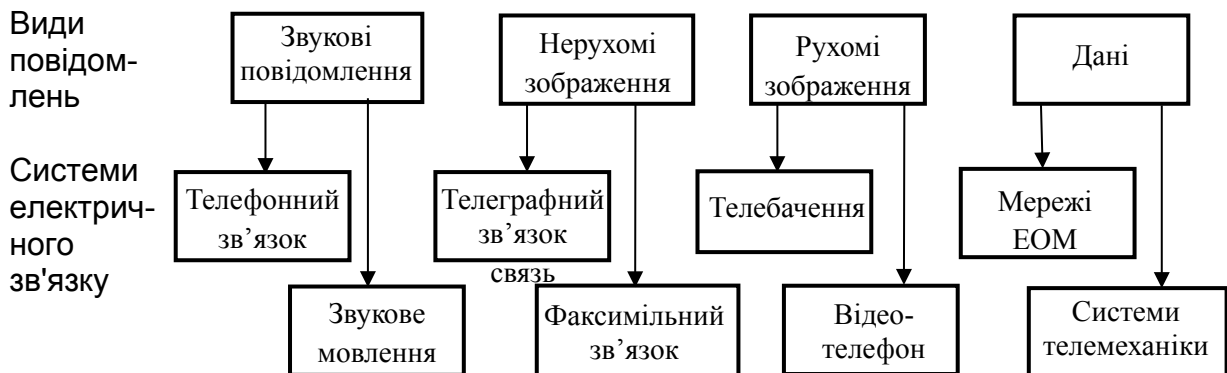 Види
повідом-
лень
Звукові
повідомлення
Нерухомі
зображення
Рухомі
зображення
Дані
Системи
електрич-
ного
зв'язку
Телефонний
зв’язок
Телеграфний
зв’язок
связь
Телебачення
Мережі
ЕОМ
Звукове
мовлення
Факсимільний
зв’язок
Відео-
телефон
Системи
телемеханіки